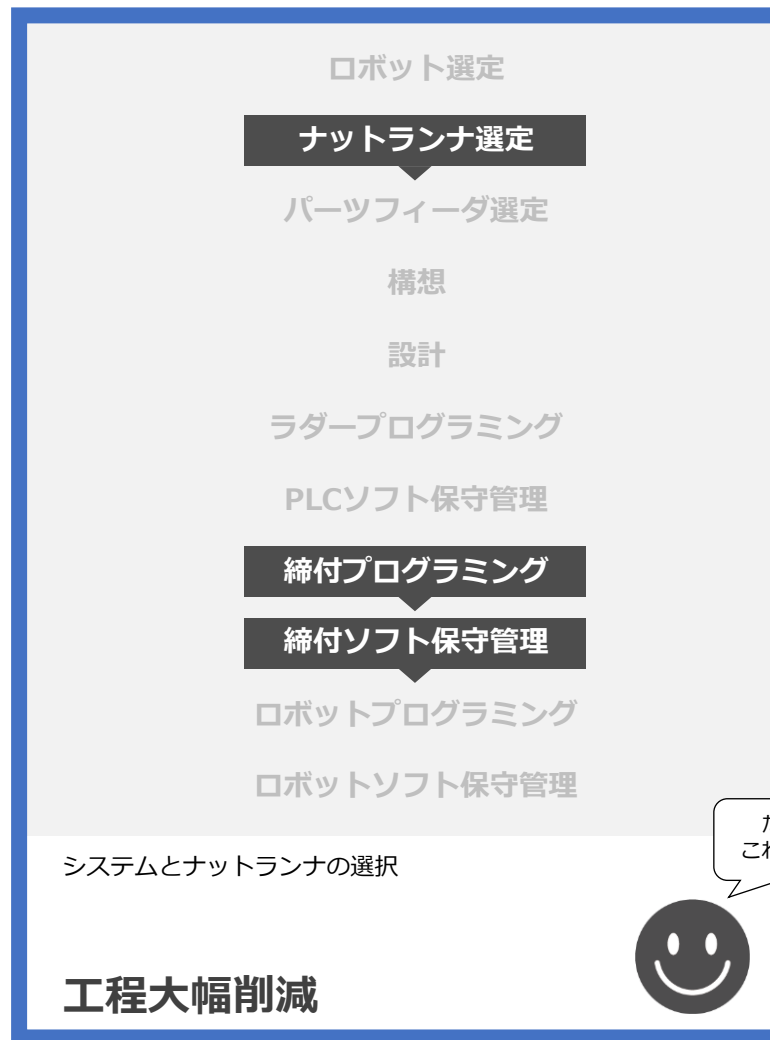 ロボット選定
ナットランナ選定
パーツフィーダ選定
構想
設計
ラダープログラミング
PLCソフト保守管理
締付プログラミング
締付ソフト保守管理
ロボットプログラミング
ロボットソフト保守管理
システムとナットランナの選択
工程大幅削減